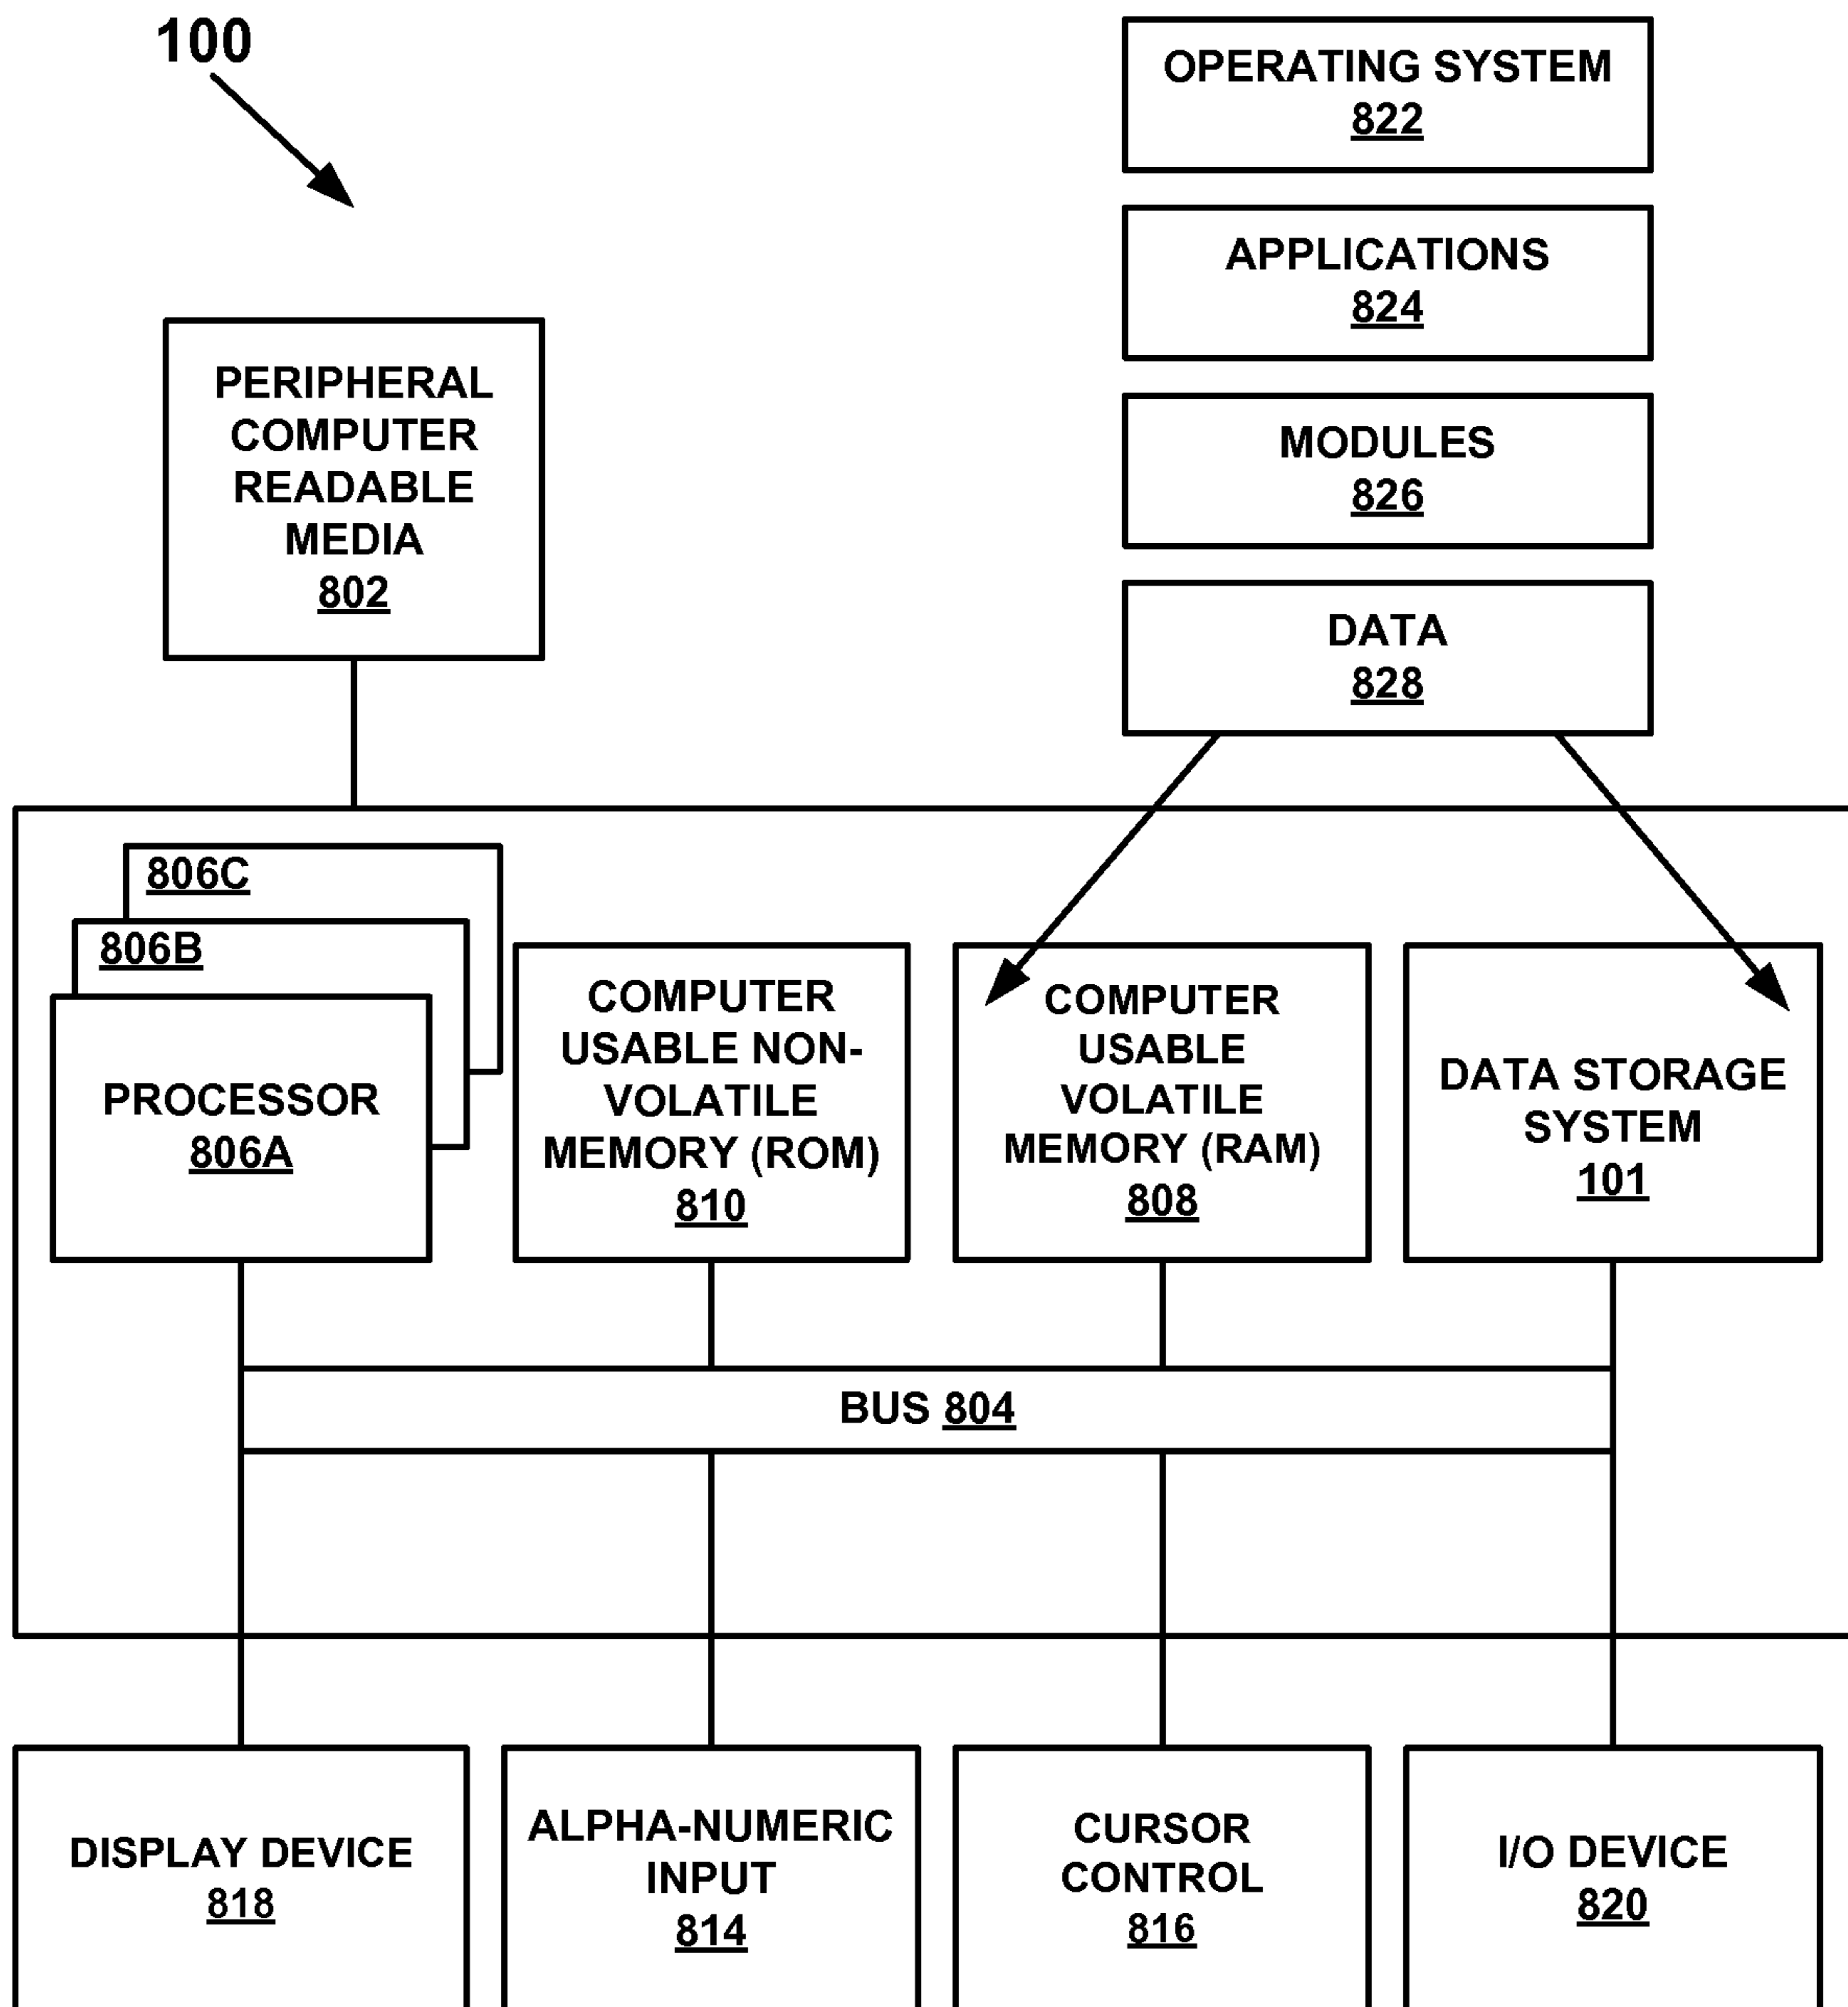 100
OPERATING SYSTEM
822
APPLICATIONS
824
MODULES
826
DATA
828
PERIPHERAL
COMPUTER
READABLE
MEDIA
802
806C
806B
PROCESSOR
806A
COMPUTER
USABLE NON-
VOLATILE
MEMORY (ROM)
810
COMPUTER
USABLE
VOLATILE
MEMORY (RAM)
808
DATA STORAGE
SYSTEM
101
BUS 804
DISPLAY DEVICE
818
ALPHA-NUMERIC
INPUT
814
CURSOR
CONTROL
816
I/O DEVICE
820